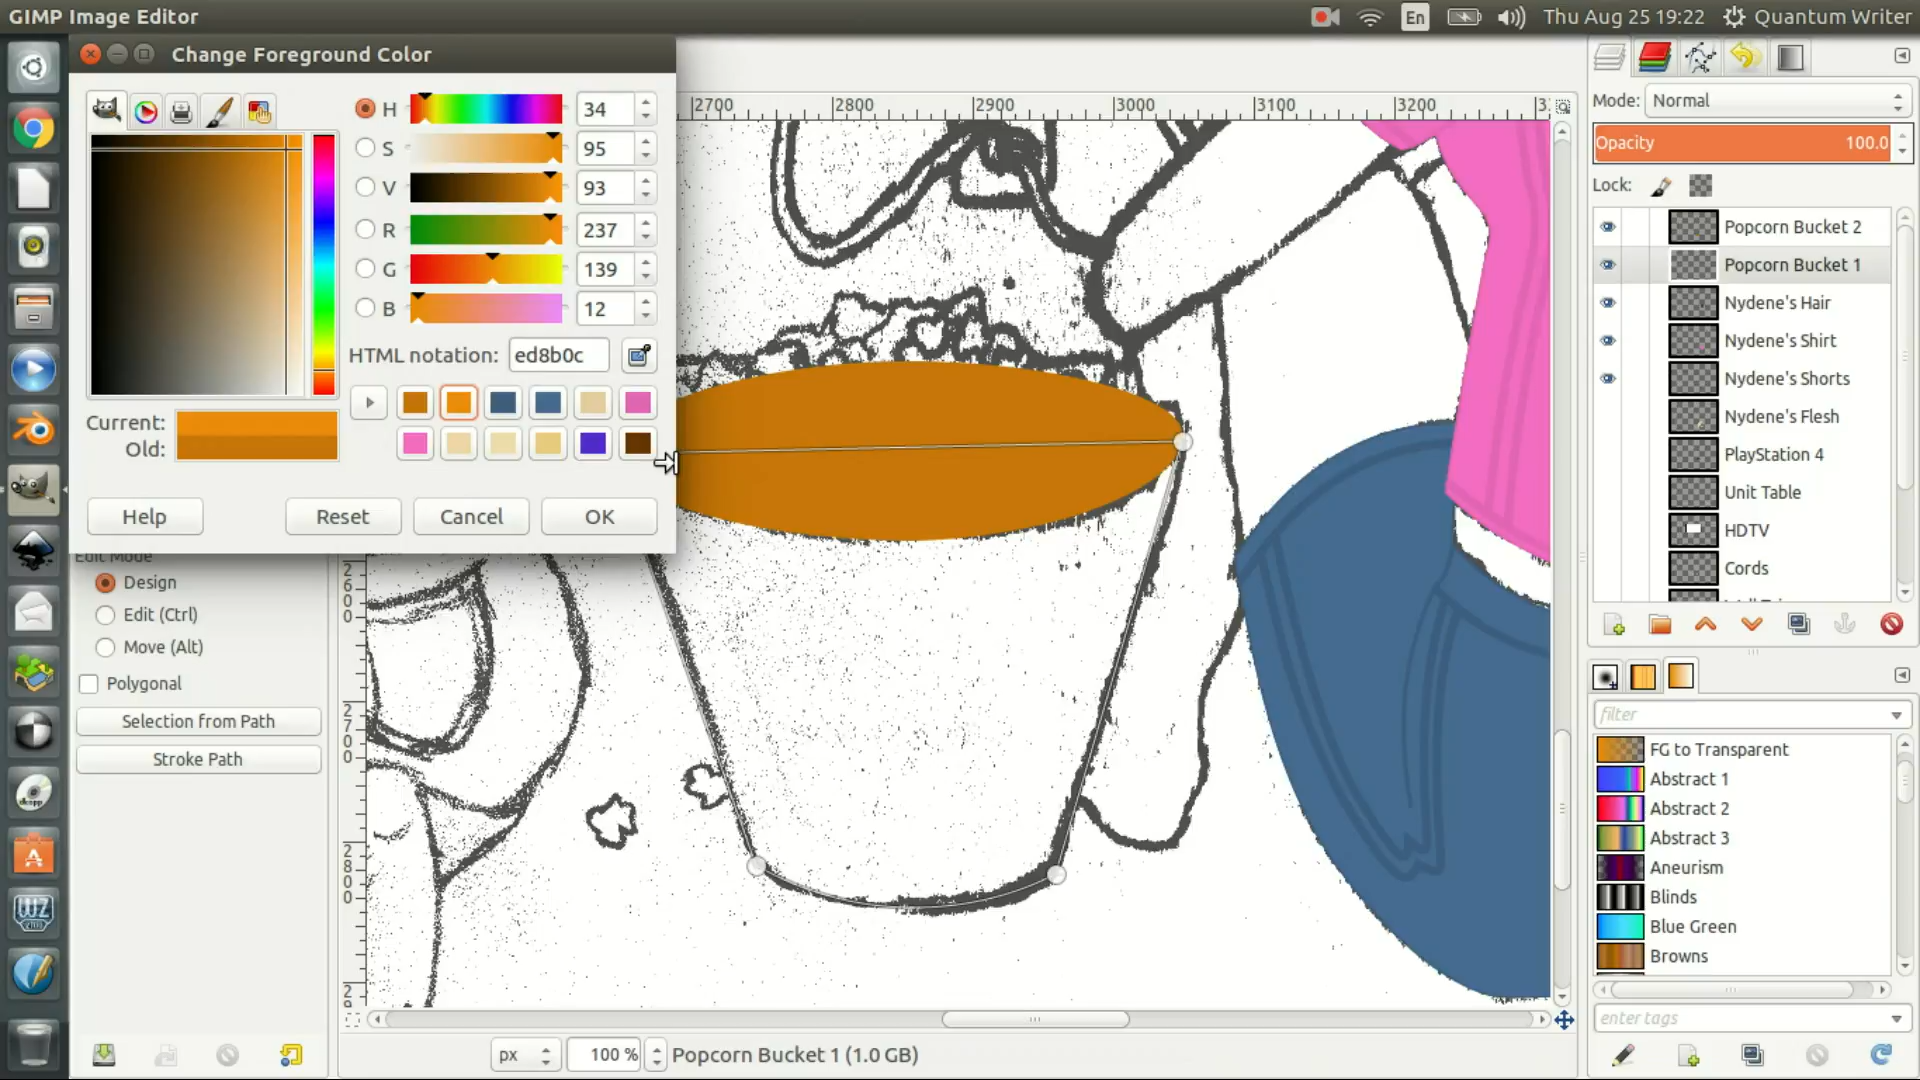 GIMP Image Editor
En
Thu Aug 25 19:22
Quantum Writer
Change Foreground Color
H 34
S 95
V 93
R 237
G 139
B 12
HTML notation: ed8b0c
Current:
Old:
Help
Reset
Cancel
OK
Edit Mode
Design
Edit (Ctrl)
Move (Alt)
Polygonal
Selection from Path
Stroke Path
2700
2800
2900
3000
3100
3200
2600
2700
2800
px
100 %
Popcorn Bucket 1 (1.0 GB)
Mode: Normal
Opacity 100.0
Lock:
Popcorn Bucket 2
Popcorn Bucket 1
Nydene's Hair
Nydene's Shirt
Nydene's Shorts
Nydene's Flesh
PlayStation 4
Unit Table
HDTV
Cords
filter
FG to Transparent
Abstract 1
Abstract 2
Abstract 3
Aneurism
Blinds
Blue Green
Browns
enter tags